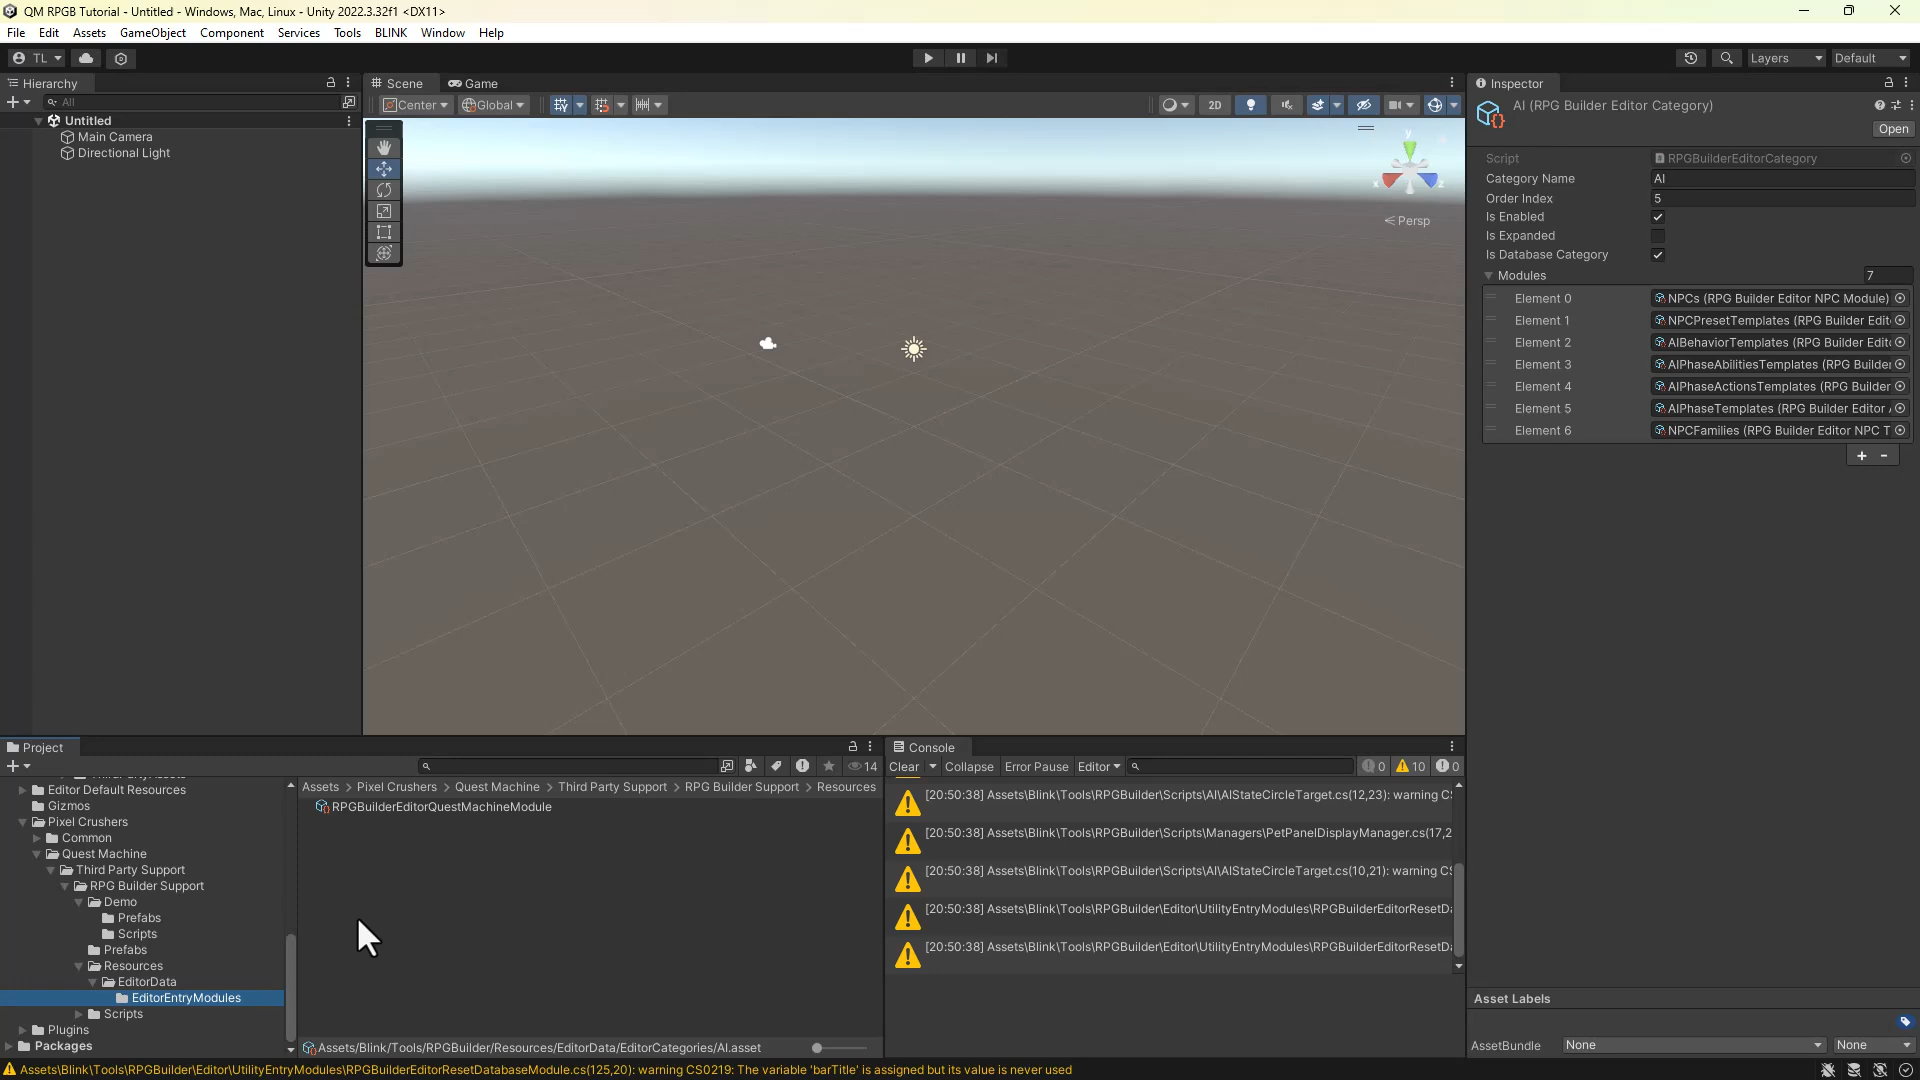 QM RPGB Tutorial - Untitled - Windows, Mac, Linux - Unity 2022.3.32f1 <DX11>
File Edit Assets GameObject Component Services Tools BLINK Window Help
TL
Layers
Default
Hierarchy
Scene
Game
Inspector
All
Center
Global
2D
AI (RPG Builder Editor Category)
Open
Untitled
Main Camera
Directional Light
y
x
z
Persp
Script
RPGBuilderEditorCategory
Category Name
AI
Order Index
5
Is Enabled
Is Expanded
Is Database Category
Modules
7
Element 0
NPCs (RPG Builder Editor NPC Module)
Element 1
NPCPresetTemplates (RPG Builder Edit
Element 2
AIBehaviorTemplates (RPG Builder Edit
Element 3
AIPhaseAbilitiesTemplates (RPG Builde
Element 4
AIPhaseActionsTemplates (RPG Builder
Element 5
AIPhaseTemplates (RPG Builder Editor
Element 6
NPCFamilies (RPG Builder Editor NPC T
+ -
Project
14
Editor Default Resources
Gizmos
Pixel Crushers
Common
Quest Machine
Third Party Support
RPG Builder Support
Demo
Prefabs
Scripts
Prefabs
Resources
EditorData
EditorEntryModules
Scripts
Plugins
Packages
Assets > Pixel Crushers > Quest Machine > Third Party Support > RPG Builder Support > Resources
RPGBuilderEditorQuestMachineModule
Assets/Blink/Tools/RPGBuilder/Resources/EditorData/EditorCategories/AI.asset
Console
Clear
Collapse
Error Pause
Editor
0
10
0
[20:50:38] Assets\Blink\Tools\RPGBuilder\Scripts\AI\AIStateCircleTarget.cs(12,23): warning CS
[20:50:38] Assets\Blink\Tools\RPGBuilder\Scripts\Managers\PetPanelDisplayManager.cs(17,2
[20:50:38] Assets\Blink\Tools\RPGBuilder\Scripts\AI\AIStateCircleTarget.cs(10,21): warning CS
[20:50:38] Assets\Blink\Tools\RPGBuilder\Editor\UtilityEntryModules\RPGBuilderEditorResetDa
[20:50:38] Assets\Blink\Tools\RPGBuilder\Editor\UtilityEntryModules\RPGBuilderEditorResetDa
Asset Labels
AssetBundle
None
None
Assets\Blink\Tools\RPGBuilder\Editor\UtilityEntryModules\RPGBuilderEditorResetDatabaseModule.cs(125,20): warning CS0219: The variable 'barTitle' is assigned but its value is never used